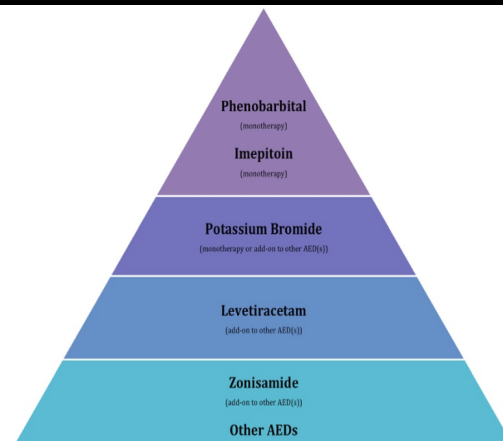 Phenobarbital
(monotherapy)
Imepitoin
(monotherapy)
Potassium Bromide
(monotherapy or add-on to other AED(s))
Levetiracetam
(add-on to other AED(s))
Zonisamide
(add-on to other AED(s))
Other AEDs